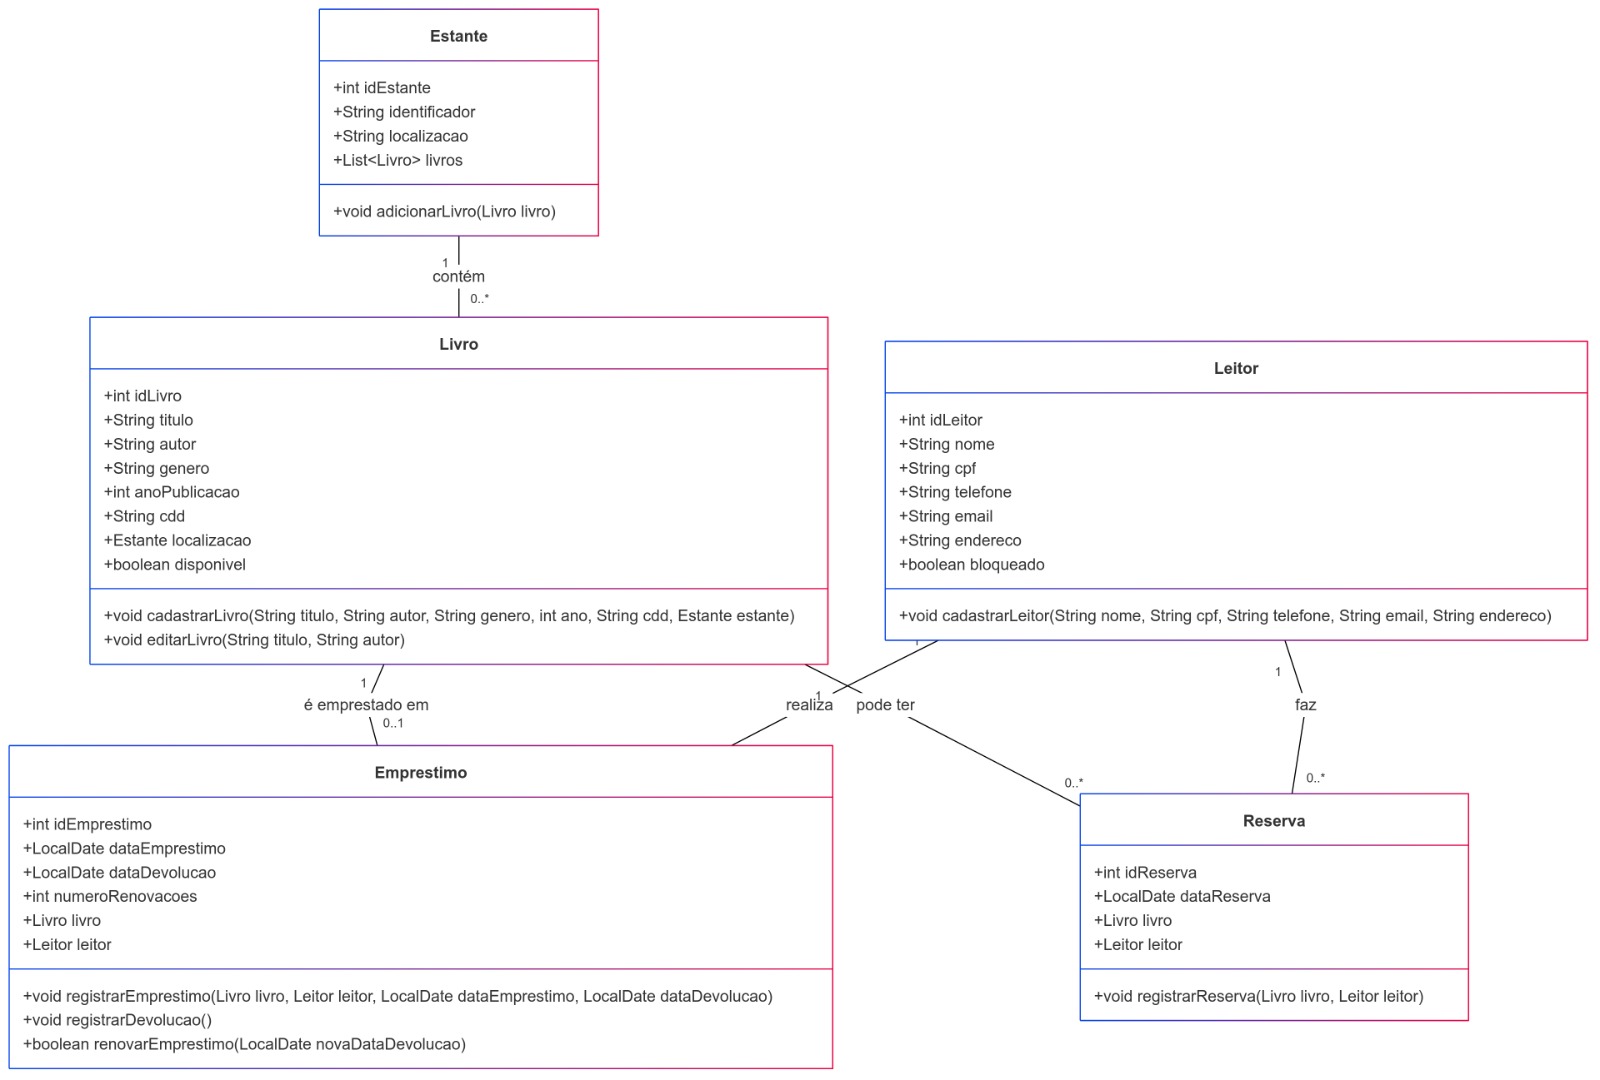 Estante
+int idEstante
+String identificador
+String localizacao
+List<Livro> livros
+void adicionarLivro(Livro livro)
1
contém
0..*
Livro
+int idLivro
+String titulo
+String autor
+String genero
+int anoPublicacao
+String cdd
+Estante localizacao
+boolean disponivel
+void cadastrarLivro(String titulo, String autor, String genero, int ano, String cdd, Estante estante)
+void editarLivro(String titulo, String autor)
Leitor
+int idLeitor
+String nome
+String cpf
+String telefone
+String email
+String endereco
+boolean bloqueado
+void cadastrarLeitor(String nome, String cpf, String telefone, String email, String endereco)
1
é emprestado em
0..1
realiza
1
pode ter
0..*
1
faz
0..*
Emprestimo
+int idEmprestimo
+LocalDate dataEmprestimo
+LocalDate dataDevolucao
+int numeroRenovacoes
+Livro livro
+Leitor leitor
+void registrarEmprestimo(Livro livro, Leitor leitor, LocalDate dataEmprestimo, LocalDate dataDevolucao)
+void registrarDevolucao()
+boolean renovarEmprestimo(LocalDate novaDataDevolucao)
Reserva
+int idReserva
+LocalDate dataReserva
+Livro livro
+Leitor leitor
+void registrarReserva(Livro livro, Leitor leitor)